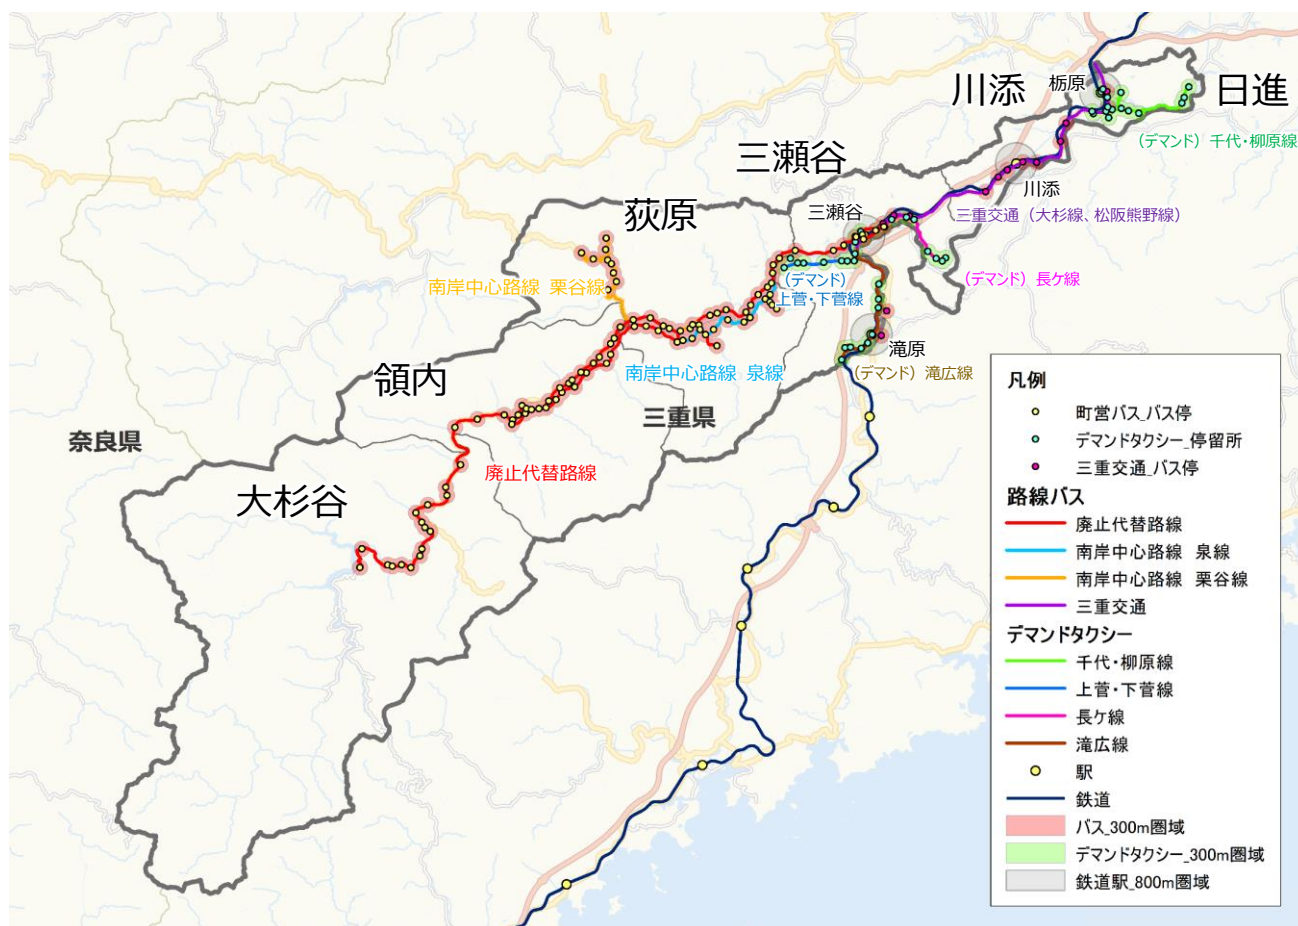 川添
日進
栃原
(デマンド) 千代・柳原線
三瀬谷
川添
荻原
三瀬谷
三重交通（大杉線、松阪熊野線）
(デマンド) 長ケ線
南岸中心路線 栗谷線
(デマンド)
上菅・下菅線
滝原
(デマンド) 滝広線
南岸中心路線 泉線
領内
三重県
奈良県
廃止代替路線
大杉谷
凡例
町営バス_バス停
デマンドタクシー_停留所
三重交通_バス停
路線バス
廃止代替路線
南岸中心路線 泉線
南岸中心路線 栗谷線
三重交通
デマンドタクシー
千代・柳原線
上菅・下菅線
長ケ線
滝広線
駅
鉄道
バス_300m圏域
デマンドタクシー_300m圏域
鉄道駅_800m圏域